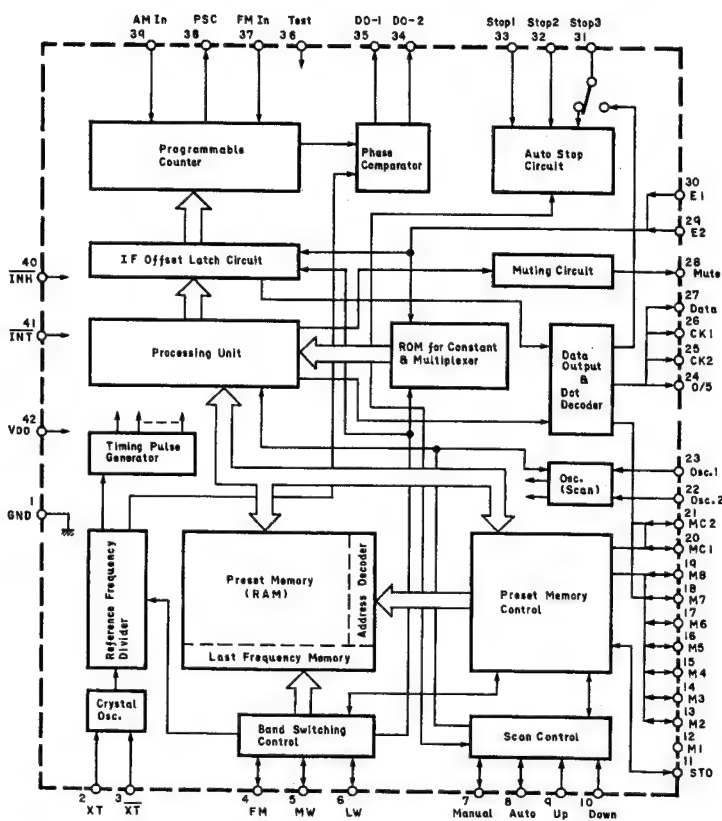 AM In
PSC
FM In
Test
DO-1
DO-2
Stop1
Stop2
Stop3
39
38
37
36
35
34
33
32
31
Programmable
Counter
Phase
Comparator
Auto Stop
Circuit
30
E1
29
E2
IF Offset Latch Circuit
Muting Circuit
28
Mute
40
INH
41
INT
Processing Unit
ROM for Constant
& Multiplexer
Data
Output
&
Dot
Decoder
27
Data
26
CK1
25
CK2
24
0/5
42
VDD
Timing Pulse
Generator
Osc.
(Scan)
23
Osc.1
22
Osc.2
1
GND
21
MC2
20
MC1
19
M8
18
M7
17
M6
16
M5
15
M4
14
M3
13
M2
12
M1
11
STO
Reference Frequency
Divider
Preset Memory
(RAM)
Address Decoder
Last Frequency Memory
Preset Memory
Control
Crystal
Osc.
Band Switching
Control
Scan Control
2
XT
3
XT
4
FM
5
MW
6
LW
7
Manual
8
Auto
9
Up
10
Down